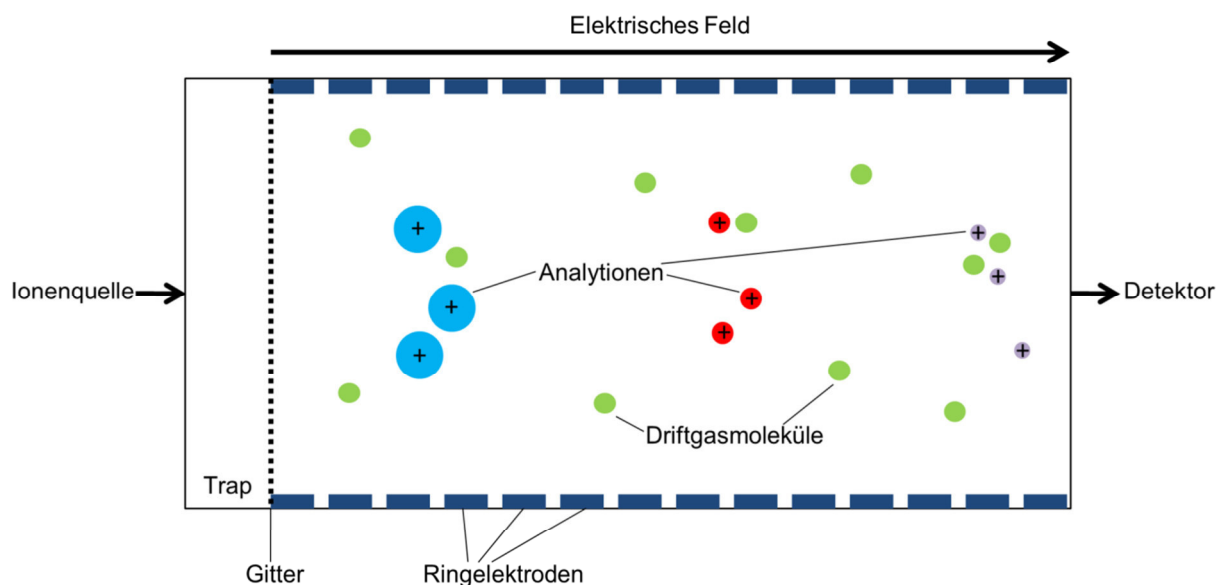 Elektrisches Feld
+
+
+
Analytionen
Ionenquelle
Detektor
+
+
+
+
+
+
Driftgasmoleküle
Trap
Gitter
Ringelektroden